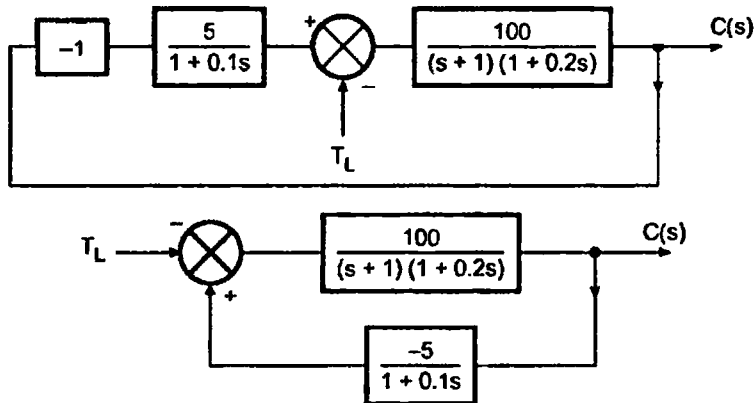 –1
5
1 + 0.1s
+
–
100
(s + 1) (1 + 0.2s)
C(s)
T_L
–
T_L
+
100
(s + 1) (1 + 0.2s)
C(s)
–5
1 + 0.1s